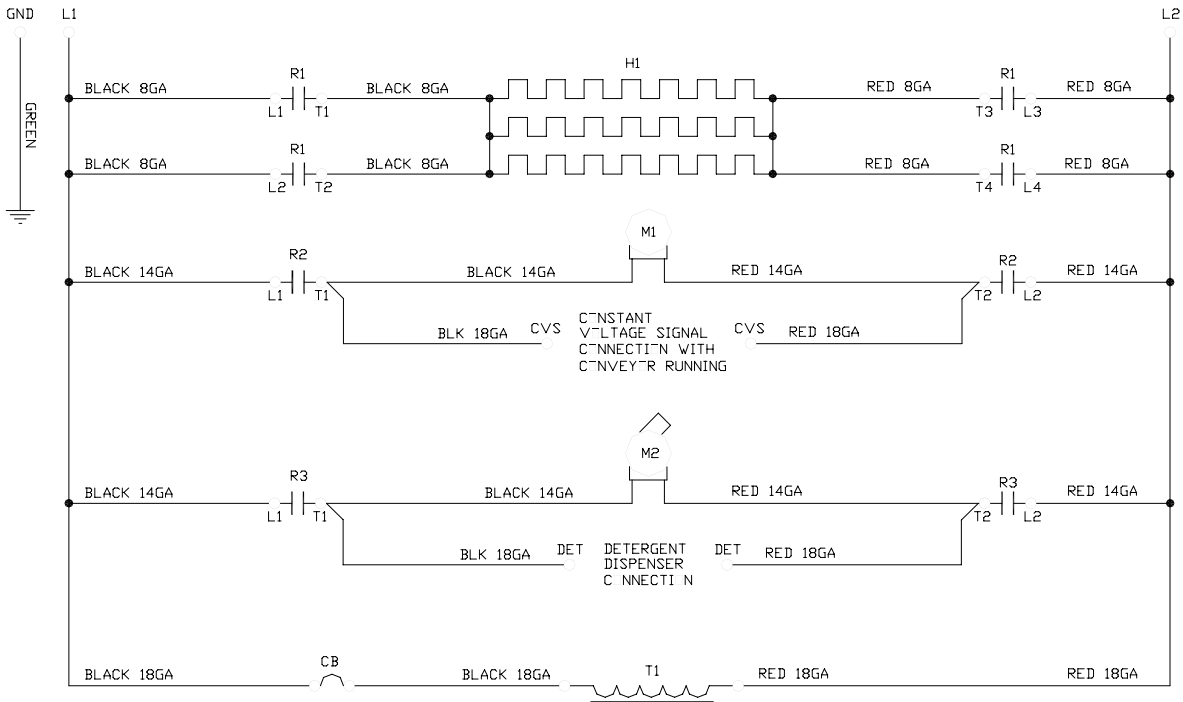 GND L1 L2
H1
R1 R1
BLACK 8GA BLACK 8GA RED 8GA RED 8GA
L1 T1 T3 L3
GREEN
R1 R1
BLACK 8GA BLACK 8GA RED 8GA RED 8GA
L2 T2 T4 L4
M1
R2 R2
BLACK 14GA BLACK 14GA RED 14GA RED 14GA
L1 T1 T2 L2
BLK 18GA CVS CVS RED 18GA
C‾NSTANT
V‾LTAGE SIGNAL
C‾NNECTI‾N WITH
C‾NVEY‾R RUNNING
M2
R3 R3
BLACK 14GA BLACK 14GA RED 14GA RED 14GA
L1 T1 T2 L2
BLK 18GA DET DET RED 18GA
DETERGENT
DISPENSER
C NNECTI N
CB T1
BLACK 18GA BLACK 18GA RED 18GA RED 18GA